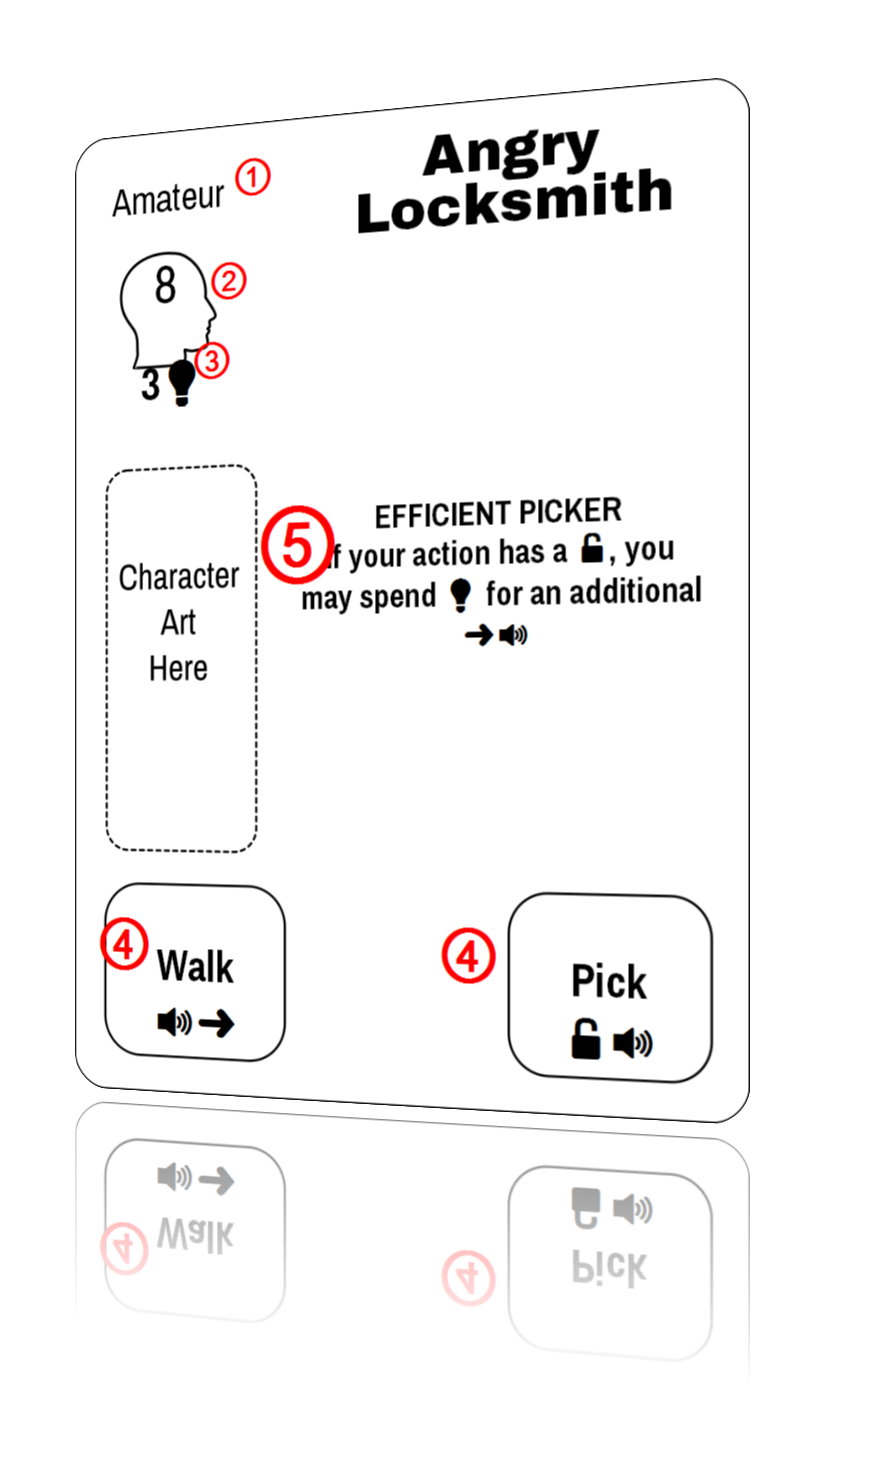 Angry
Locksmith
Amateur ①
8 ②
3 ③
EFFICIENT PICKER
⑤ If your action has a , you
may spend for an additional
Character
Art
Here
④ Walk
④ Pick